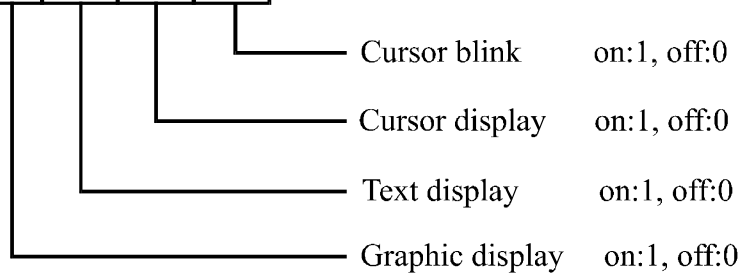 Cursor blink on:1, off:0
Cursor display on:1, off:0
Text display on:1, off:0
Graphic display on:1, off:0